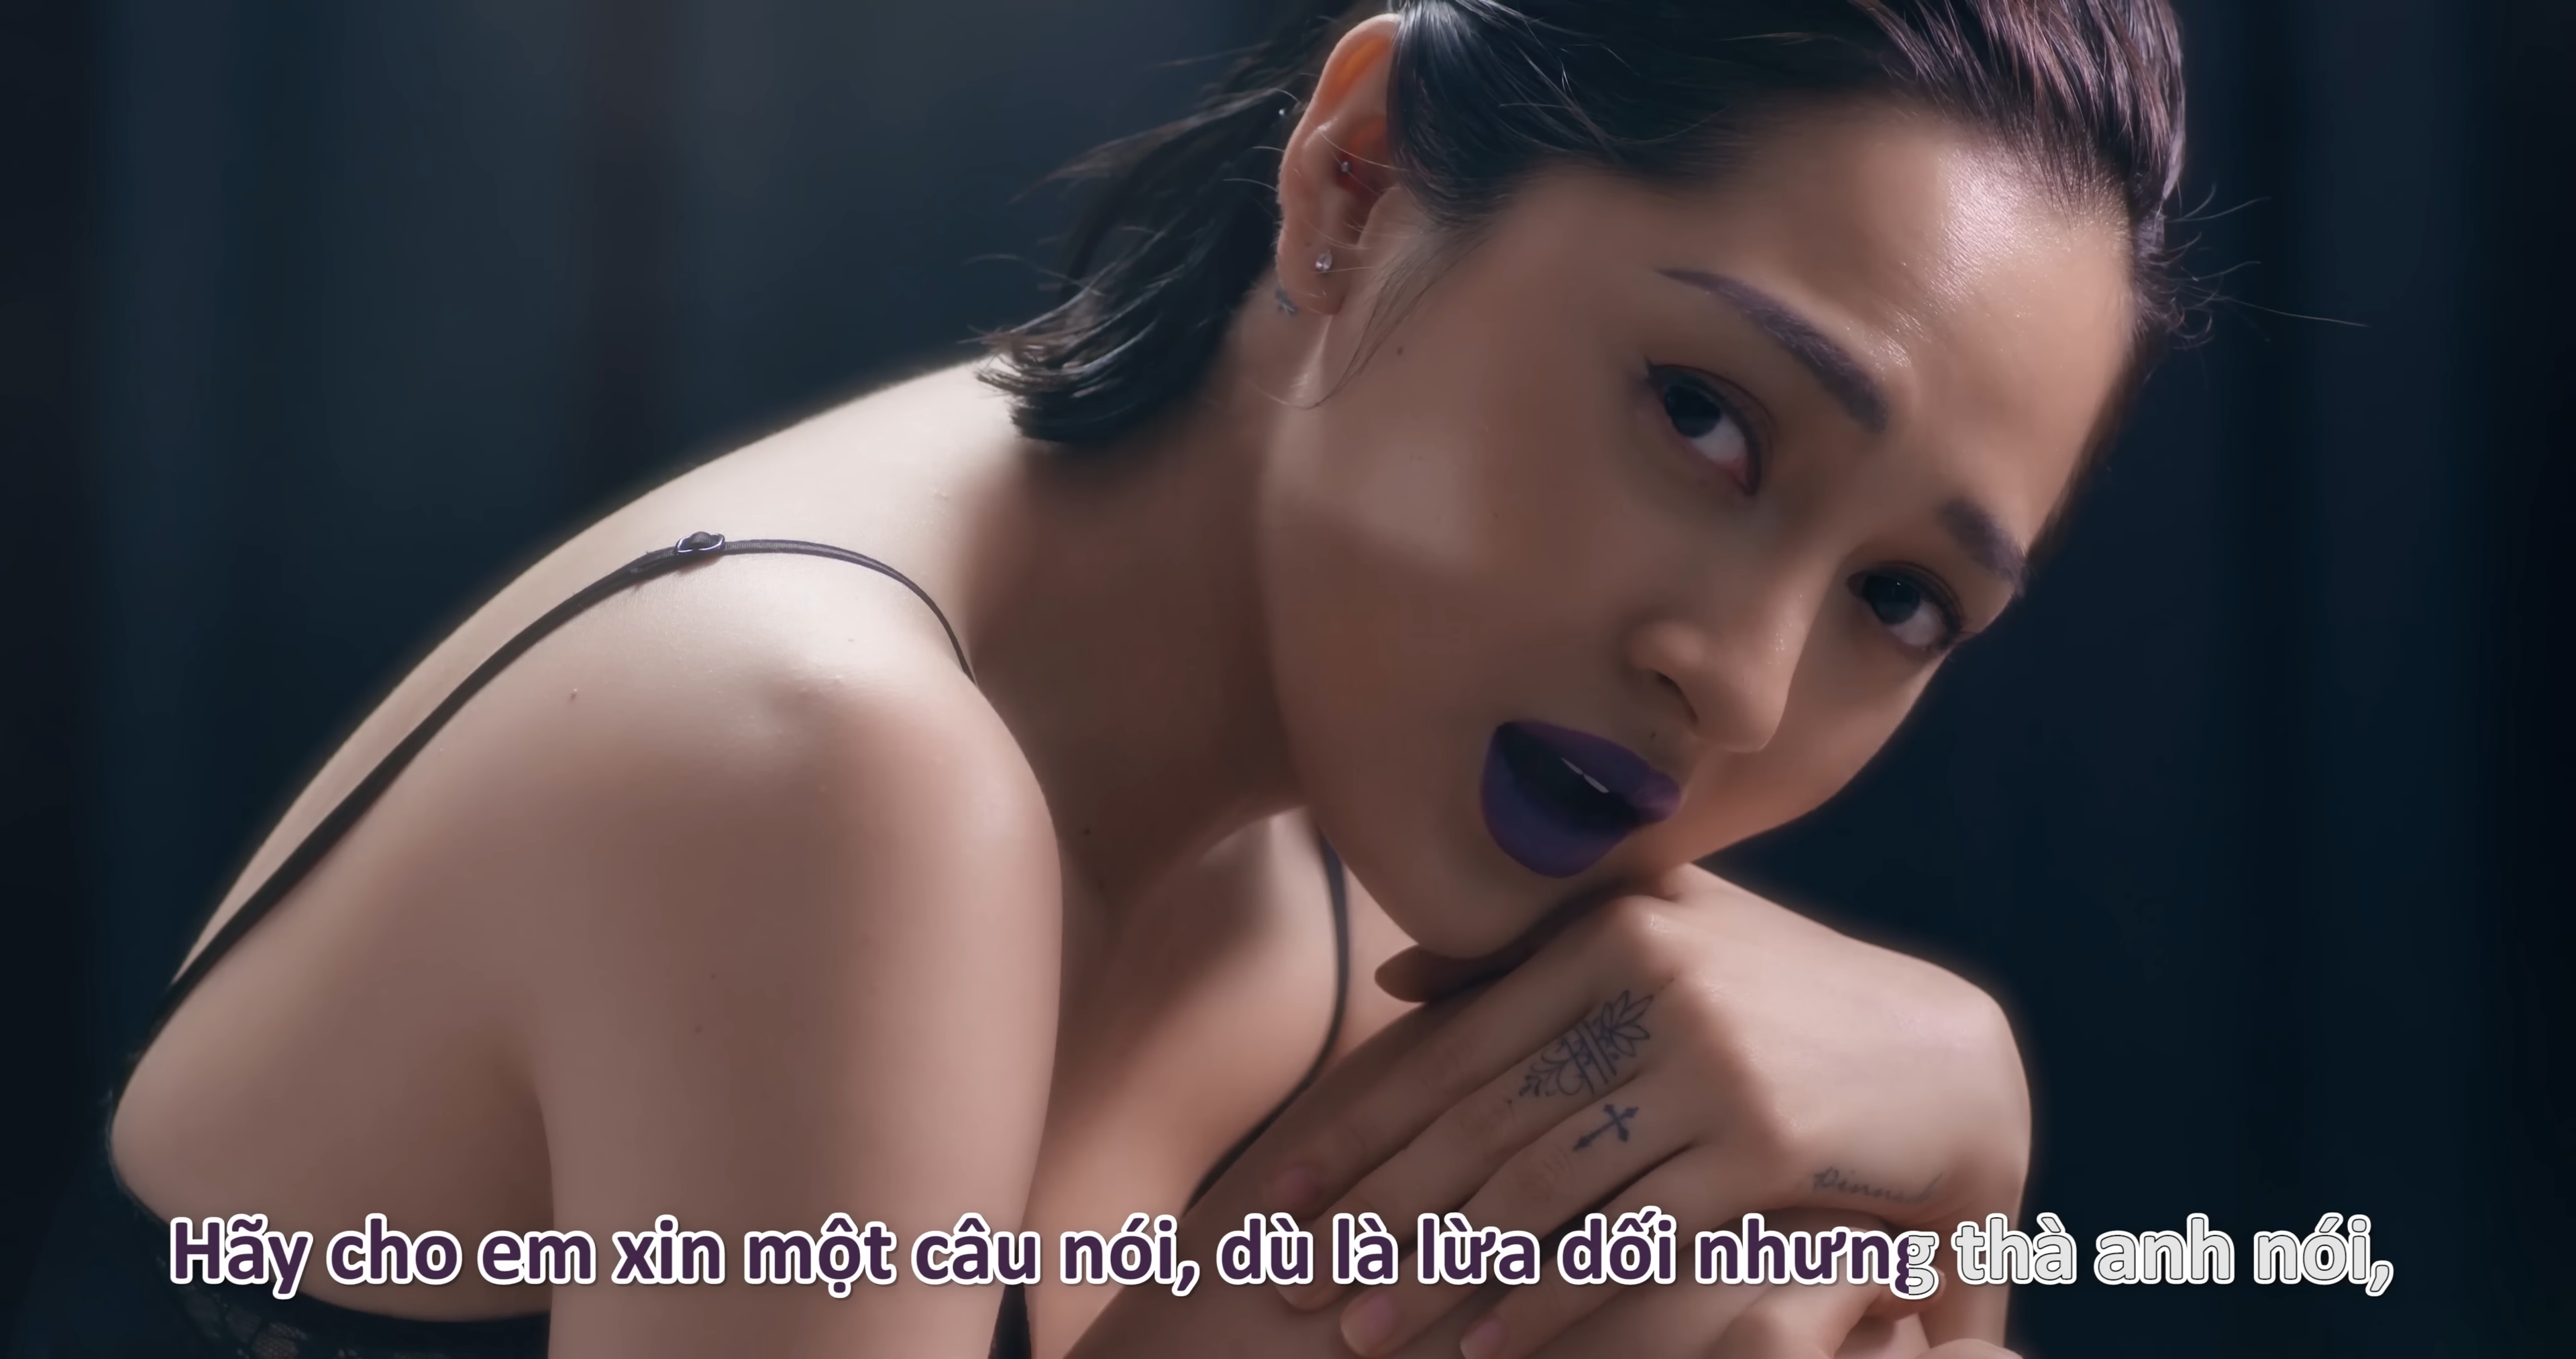 Hãy cho em xin một câu nói, dù là lừa dối nhưng thà anh nói,